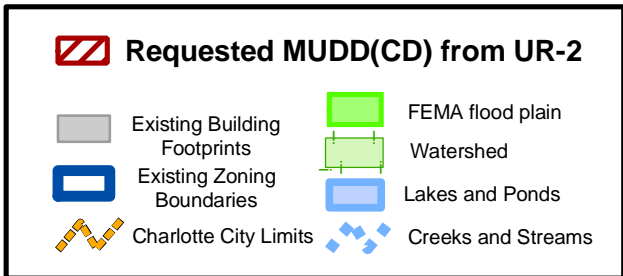 Requested MUDD(CD) from UR-2
Existing Building
Footprints
Existing Zoning
Boundaries
Charlotte City Limits
FEMA flood plain
Watershed
Lakes and Ponds
Creeks and Streams